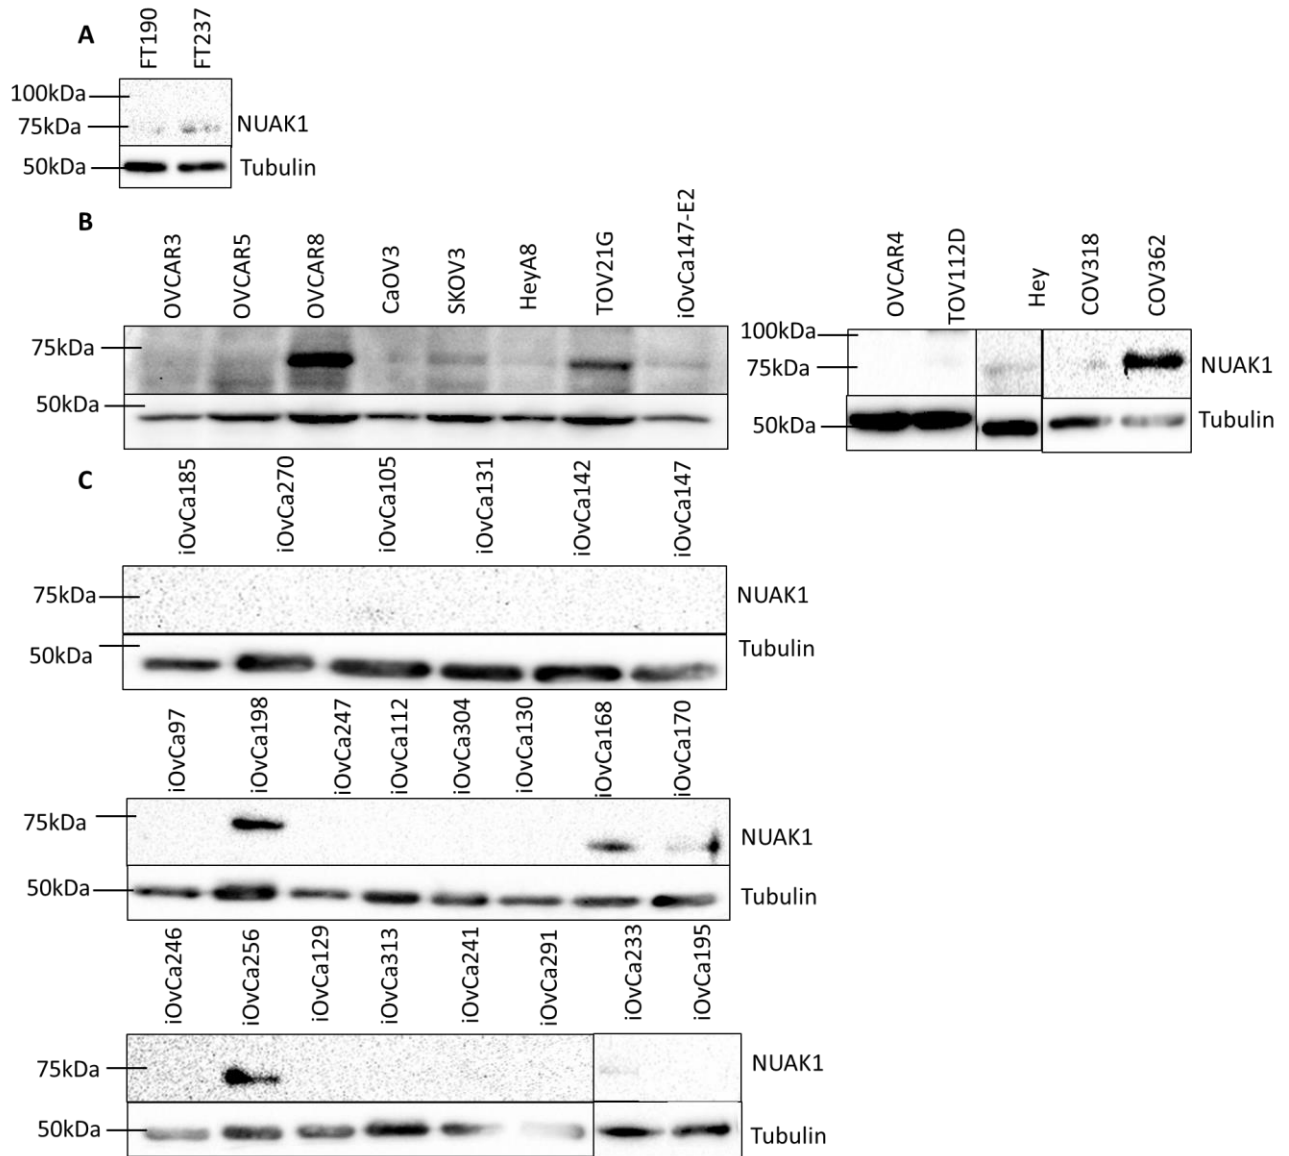 A
FT190 FT237
100kDa
75kDa NUAK1
50kDa Tubulin
B
OVCAR3 OVCAR5 OVCAR8 CaOV3 SKOV3 HeyA8 TOV21G iOvCa147-E2
75kDa
50kDa
OVCAR4 TOV112D Hey COV318 COV362
100kDa
75kDa NUAK1
50kDa Tubulin
C
iOvCa185 iOvCa270 iOvCa105 iOvCa131 iOvCa142 iOvCa147
75kDa NUAK1
50kDa Tubulin
iOvCa97 iOvCa198 iOvCa247 iOvCa112 iOvCa304 iOvCa130 iOvCa168 iOvCa170
75kDa NUAK1
50kDa Tubulin
iOvCa246 iOvCa256 iOvCa129 iOvCa313 iOvCa241 iOvCa291 iOvCa233 iOvCa195
75kDa NUAK1
50kDa Tubulin